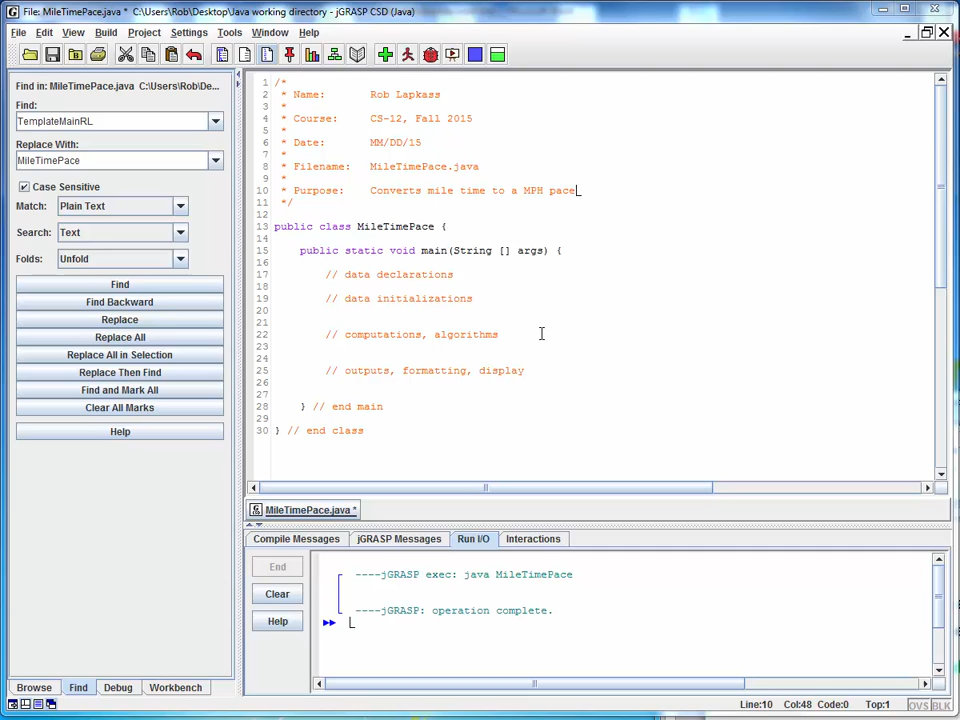 File: MileTimePace.java * C:\Users\Rob\Desktop\Java working directory - jGRASP CSD (Java)
File Edit View Build Project Settings Tools Window Help
Find in: MileTimePace.java C:\Users\Rob\De...
Find:
TemplateMainRL
Replace With:
MileTimePace
Case Sensitive
Match: Plain Text
Search: Text
Folds: Unfold
Find
Find Backward
Replace
Replace All
Replace All in Selection
Replace Then Find
Find and Mark All
Clear All Marks
Help
Browse Find Debug Workbench
1 /*
2 * Name: Rob Lapkass
3 *
4 * Course: CS-12, Fall 2015
5 *
6 * Date: MM/DD/15
7 *
8 * Filename: MileTimePace.java
9 *
10 * Purpose: Converts mile time to a MPH pace
11 */
12
13 public class MileTimePace {
14
15 public static void main(String [] args) {
16
17 // data declarations
18
19 // data initializations
20
21
22 // computations, algorithms
23
24
25 // outputs, formatting, display
26
27
28 } // end main
29
30 } // end class
MileTimePace.java *
Compile Messages jGRASP Messages Run I/O Interactions
End
Clear
Help
----jGRASP exec: java MileTimePace
----jGRASP: operation complete.
Line:10 Col:48 Code:0 Top:1 OVS BLK